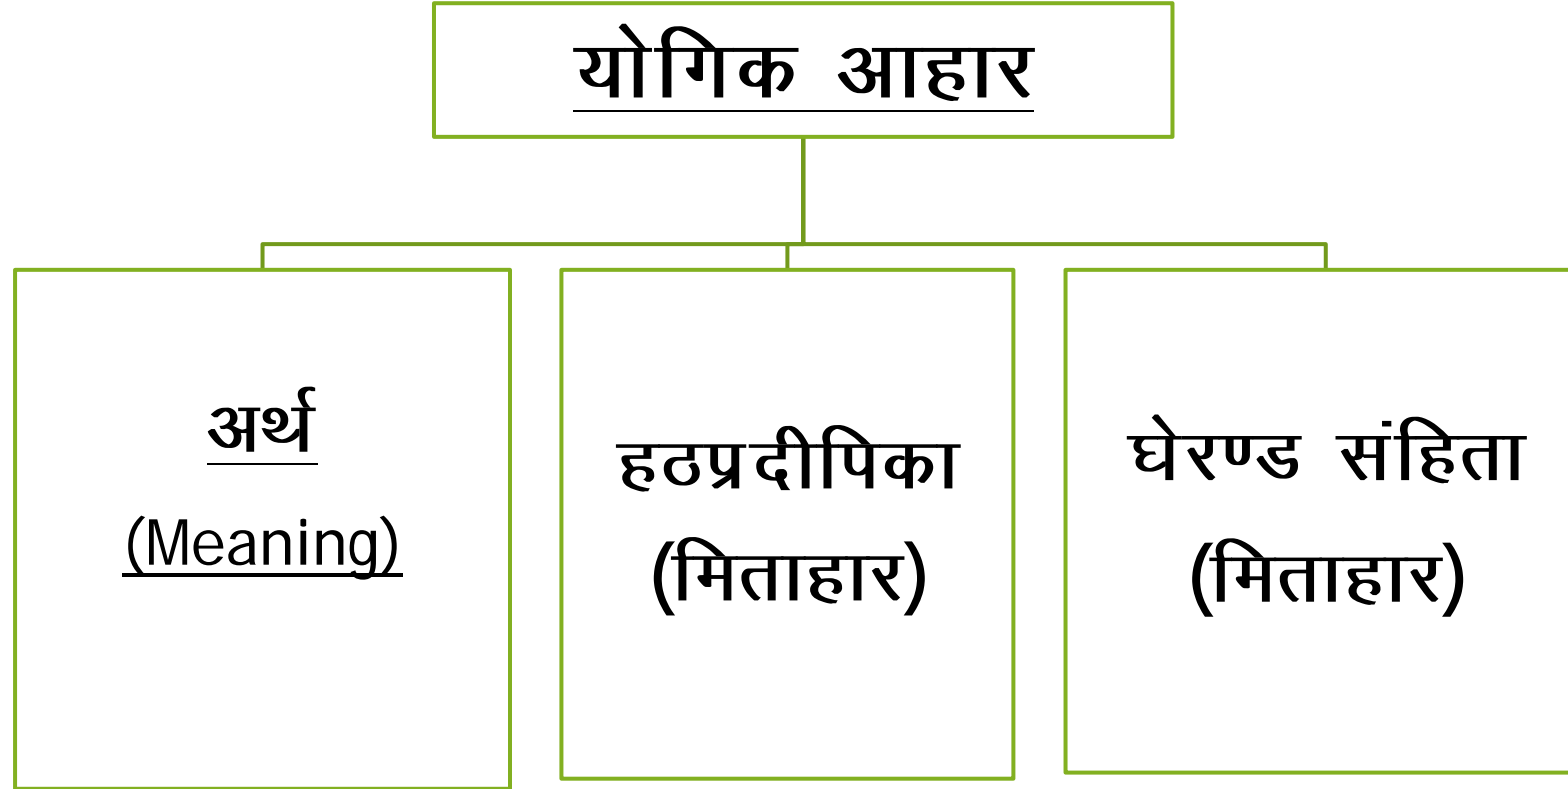 योगिक आहार
अर्थ
(Meaning)
हठप्रदीपिका
(मिताहार)
घेरण्ड संहिता
(मिताहार)